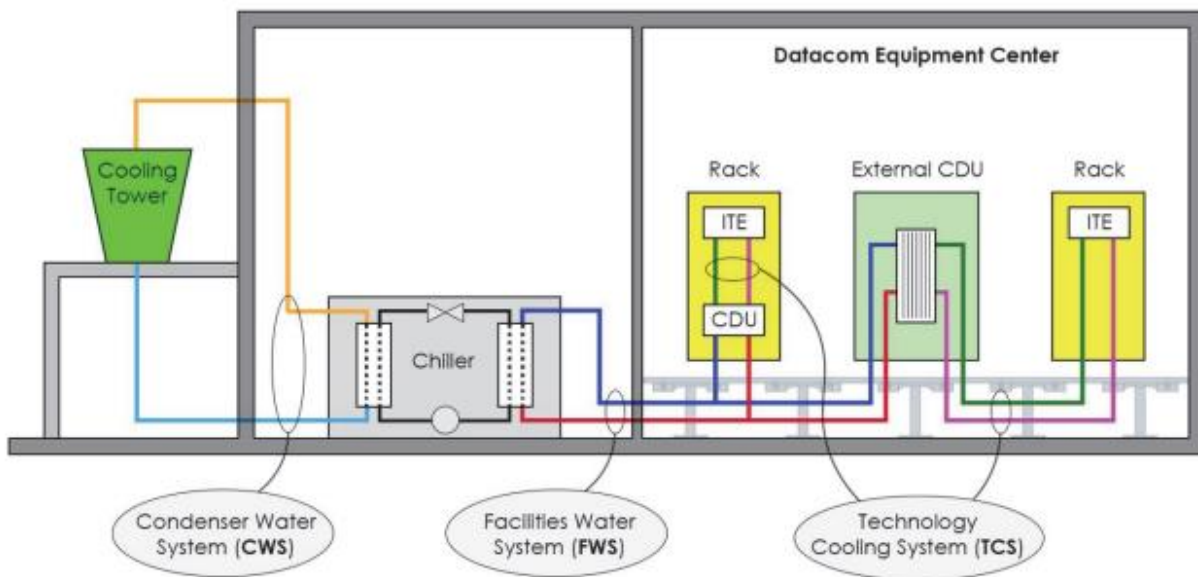 Datacom Equipment Center
Cooling
Tower
Rack
External CDU
Rack
ITE
ITE
CDU
Chiller
Condenser Water
System (CWS)
Facilities Water
System (FWS)
Technology
Cooling System (TCS)